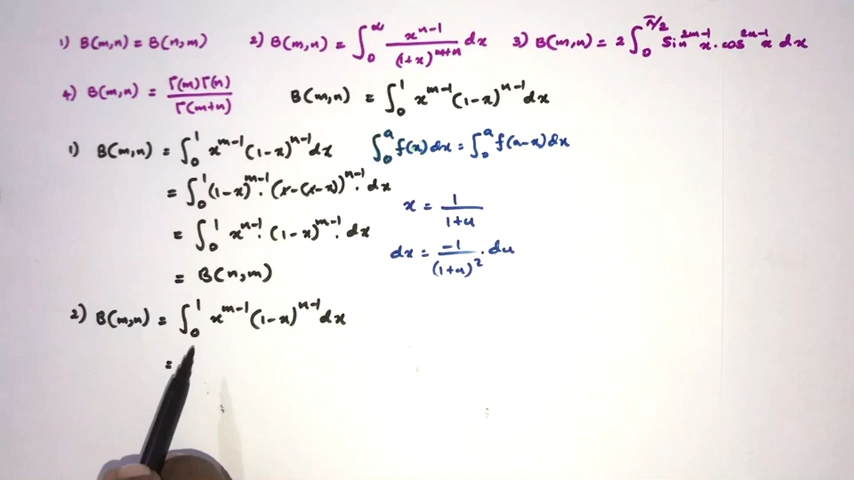 1) B(m,n) = B(n,m) 2) B(m,n) = ∫₀^∞ x^(n-1)/(1+x)^(m+n) dx 3) B(m,n) = 2∫₀^(π/2) sin^(2m-1) x · cos^(2n-1) x dx
4) B(m,n) = Γ(m)Γ(n)/Γ(m+n) B(m,n) = ∫₀¹ x^(m-1) (1-x)^(n-1) dx
1) B(m,n) = ∫₀¹ x^(m-1) (1-x)^(n-1) dx ∫₀^a f(x)dx = ∫₀^a f(a-x)dx
= ∫₀¹ (1-x)^(m-1) · (1-(1-x))^(n-1) · dx
x = 1/(1+u)
= ∫₀¹ x^(n-1) · (1-x)^(m-1) · dx
dx = -1/(1+u)² · du
= B(n,m)
2) B(m,n) = ∫₀¹ x^(m-1) (1-x)^(n-1) dx
=